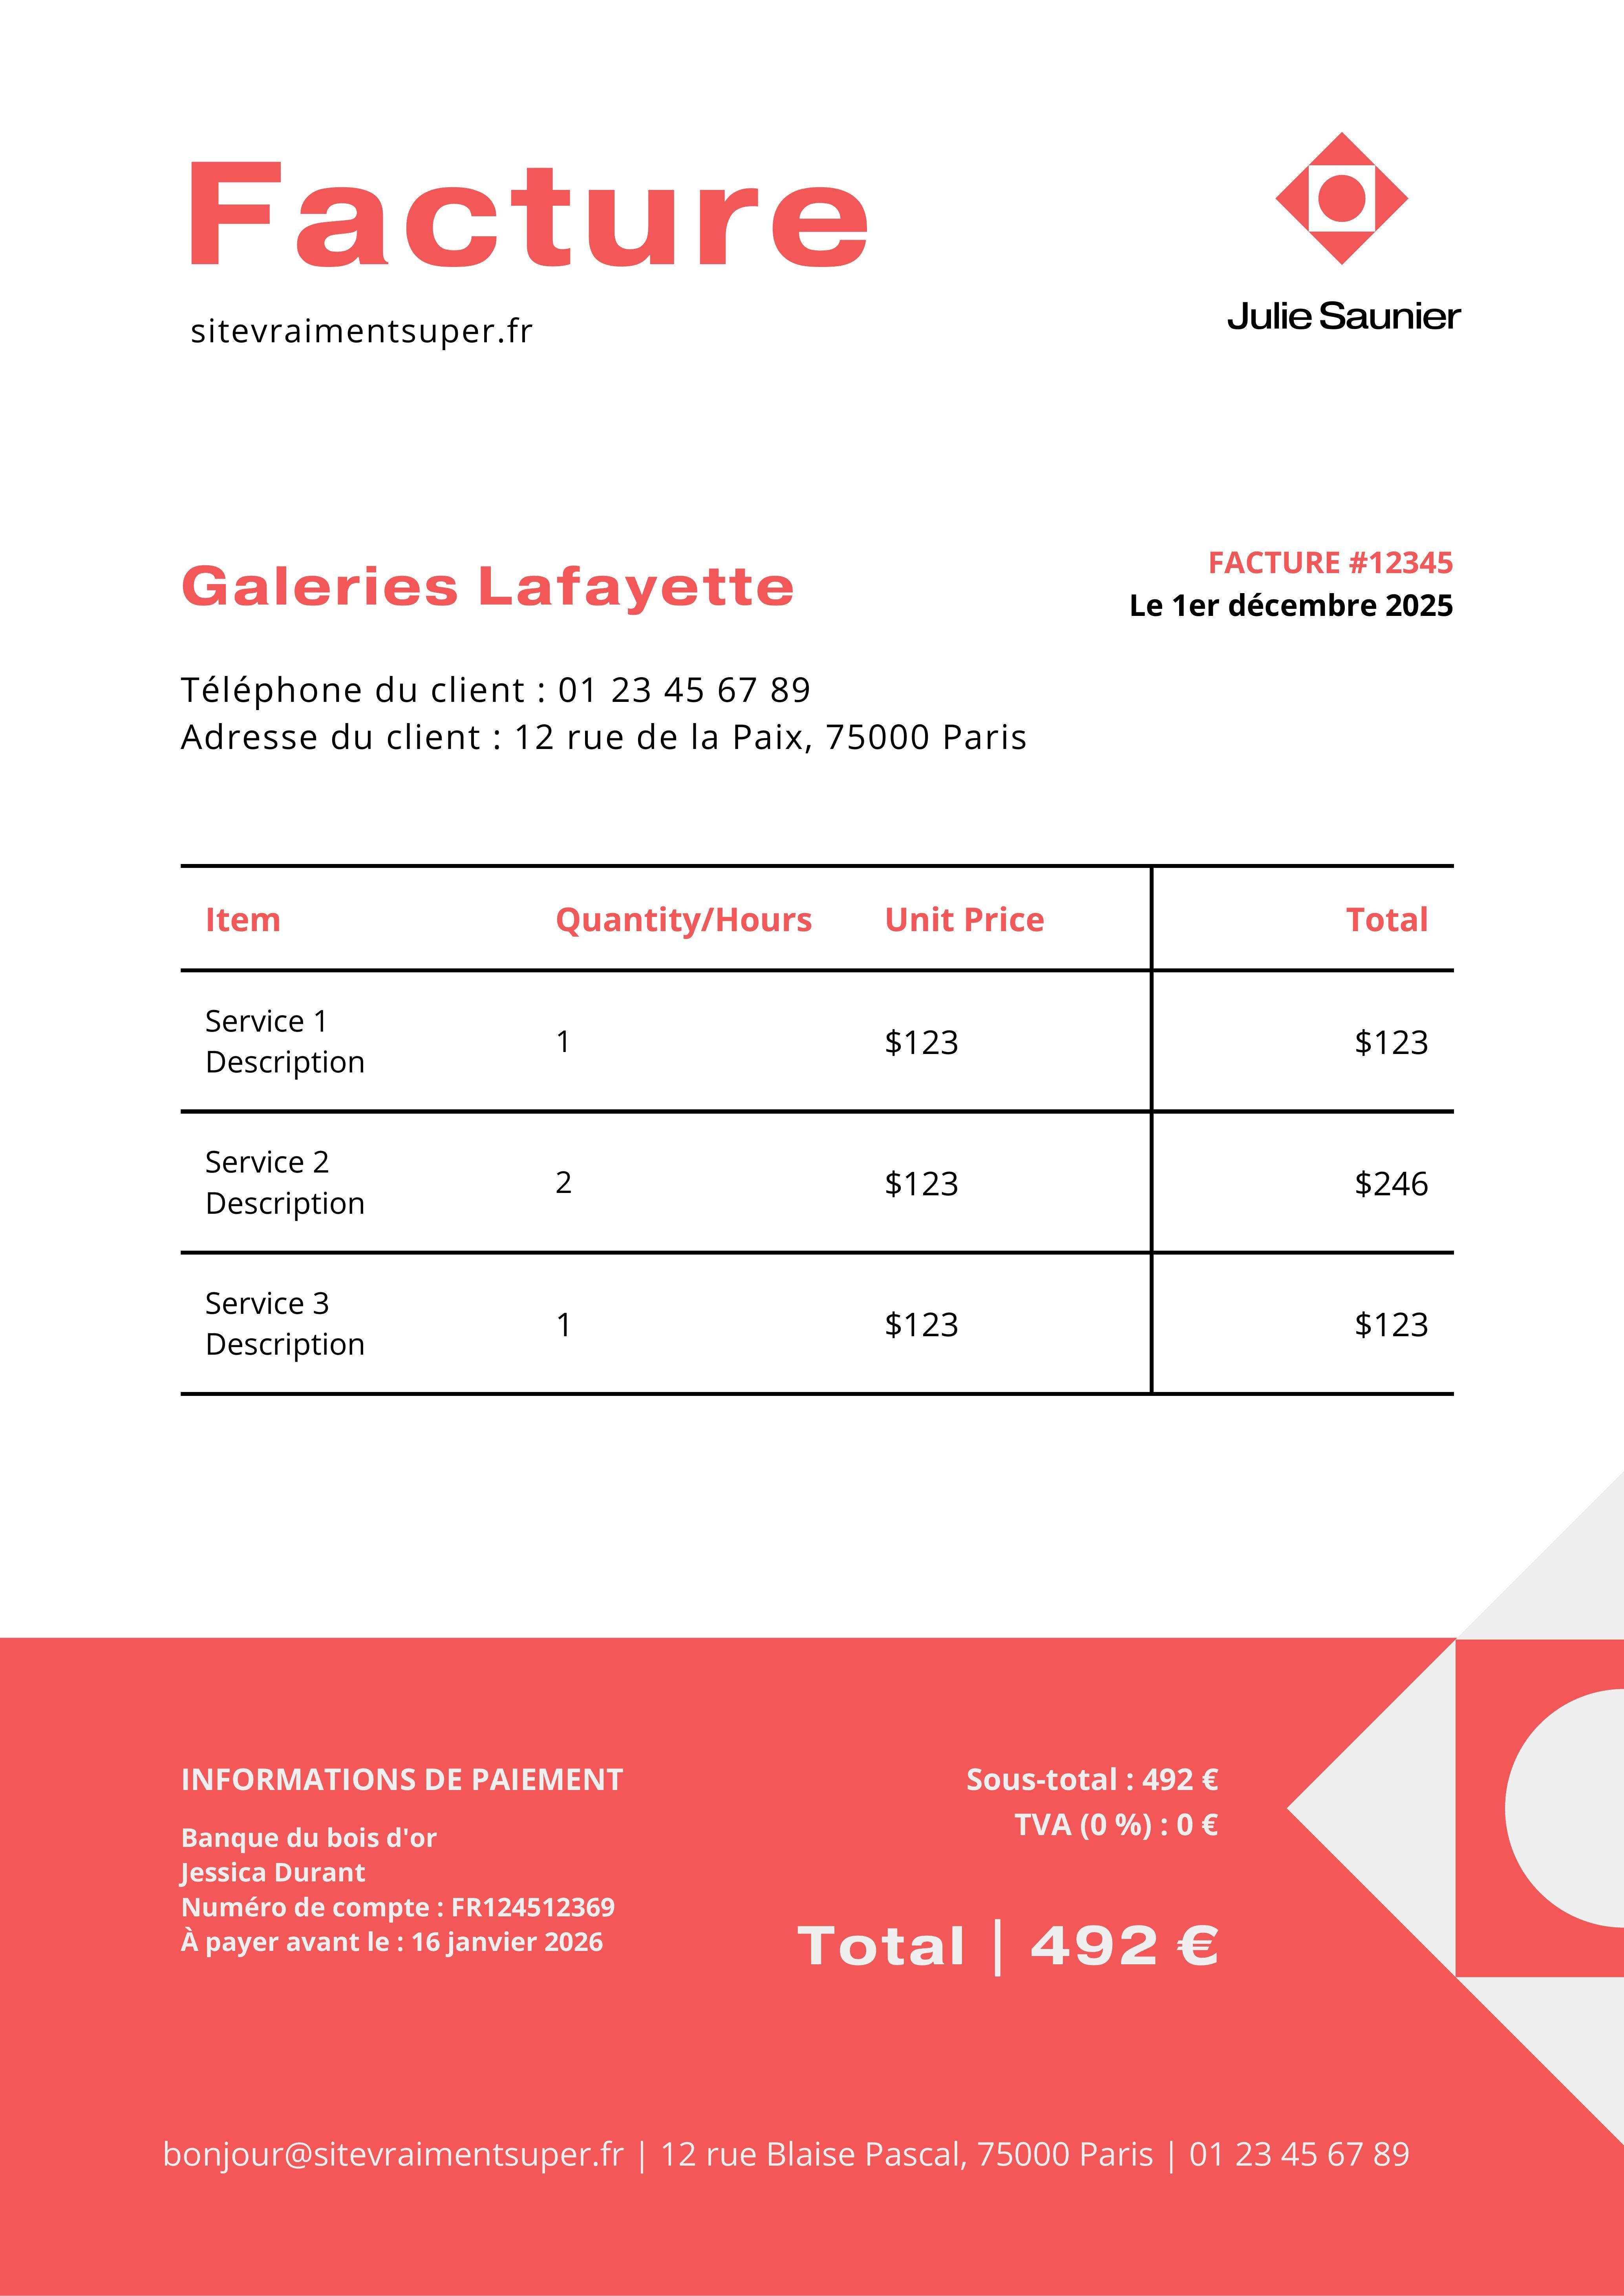 Facture
sitevraimentsuper.fr
Julie Saunier
Galeries Lafayette
FACTURE #12345
Le 1er décembre 2025
Téléphone du client : 01 23 45 67 89
Adresse du client : 12 rue de la Paix, 75000 Paris
Item Quantity/Hours Unit Price Total
Service 1
Description
1 $123 $123
Service 2
Description
2 $123 $246
Service 3
Description
1 $123 $123
INFORMATIONS DE PAIEMENT
Banque du bois d'or
Jessica Durant
Numéro de compte : FR124512369
À payer avant le : 16 janvier 2026
Sous-total : 492 €
TVA (0 %) : 0 €
Total | 492 €
bonjour@sitevraimentsuper.fr | 12 rue Blaise Pascal, 75000 Paris | 01 23 45 67 89